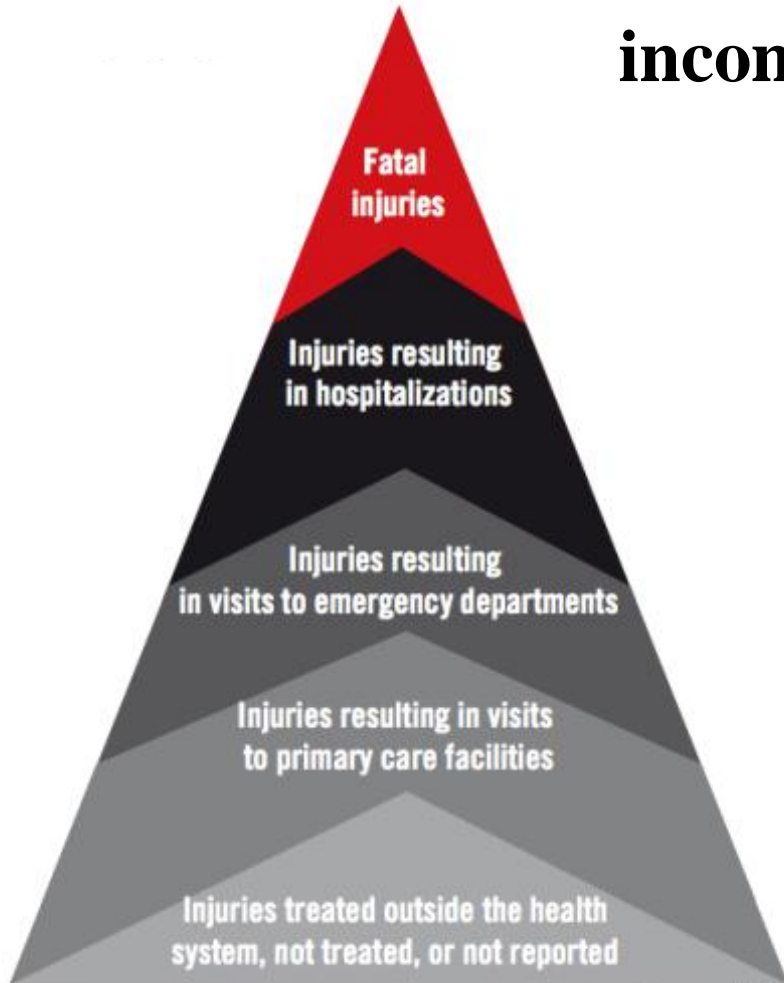 incon
Fatal
injuries
Injuries resulting
in hospitalizations
Injuries resulting
in visits to emergency departments
Injuries resulting in visits
to primary care facilities
Injuries treated outside the health
system, not treated, or not reported